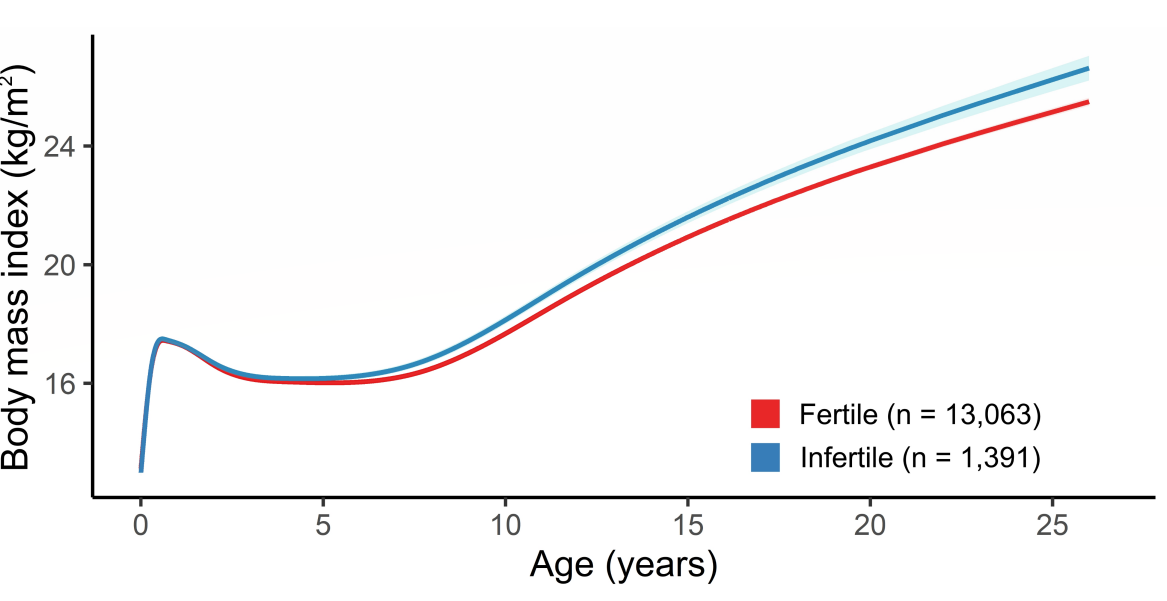 Body mass index (kg/m²)
24
20
16
Fertile (n = 13,063)
Infertile (n = 1,391)
0 5 10 15 20 25
Age (years)